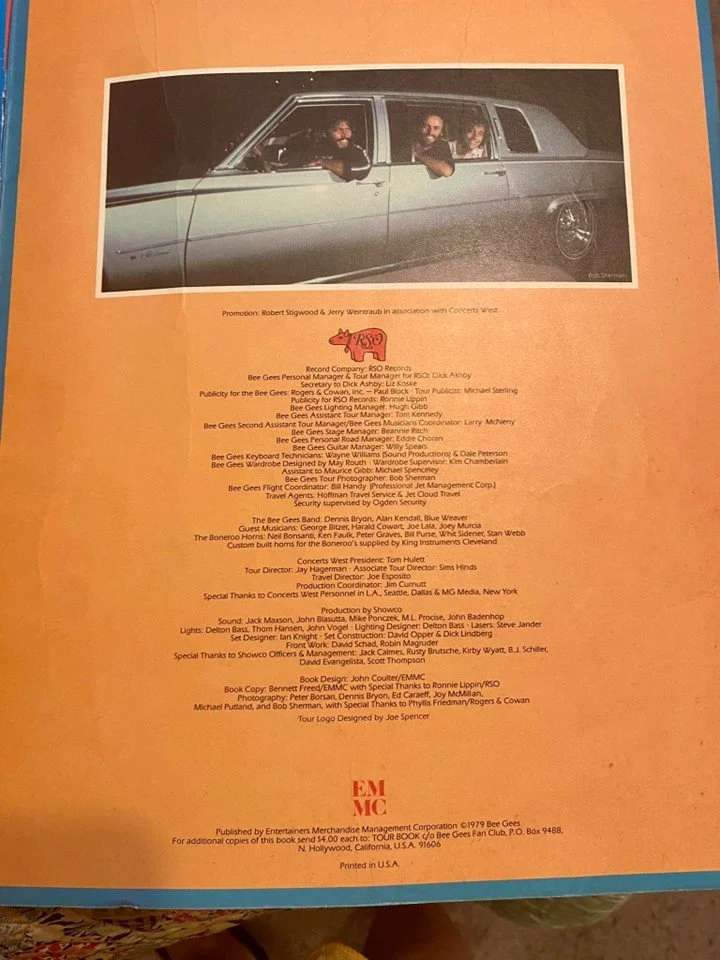 Bob Sherman
Promotion: Robert Stigwood & Jerry Weintraub in association with Concerts West
RSO
Record Company: RSO Records
Bee Gees Personal Manager & Tour Manager for RSO: Dick Ashby
Secretary to Dick Ashby: Liz Koske
Publicity for the Bee Gees: Rogers & Cowan, Inc. — Paul Block · Tour Publicist: Michael Sterling
Publicity for RSO Records: Ronnie Lippin
Bee Gees Lighting Manager: Hugh Gibb
Bee Gees Assistant Tour Manager: Tom Kennedy
Bee Gees Second Assistant Tour Manager/Bee Gees Musicians Coordinator: Larry McNeny
Bee Gees Stage Manager: Beannie Ritch
Bee Gees Personal Road Manager: Eddie Choran
Bee Gees Guitar Manager: Willy Spears
Bee Gees Keyboard Technicians: Wayne Williams (Sound Productions) & Dale Peterson
Bee Gees Wardrobe Designed by May Routh · Wardrobe Supervisor: Kim Chamberlain
Assistant to Maurice Gibb: Michael Spenceley
Bee Gees Tour Photographer: Bob Sherman
Bee Gees Flight Coordinator: Bill Handy (Professional Jet Management Corp.)
Travel Agents: Hoffman Travel Service & Jet Cloud Travel
Security supervised by Ogden Security
The Bee Gees Band: Dennis Bryon, Alan Kendall, Blue Weaver
Guest Musicians: George Bitzer, Harald Cowart, Joe Lala, Joey Murcia
The Boneroo Horns: Neil Bonsanti, Ken Faulk, Peter Graves, Bill Purse, Whit Sidener, Stan Webb
Custom built horns for the Boneroo's supplied by King Instruments Cleveland
Concerts West President: Tom Hulett
Tour Director: Jay Hagerman · Associate Tour Director: Sims Hinds
Travel Director: Joe Esposito
Production Coordinator: Jim Curnutt
Special Thanks to Concerts West Personnel in L.A., Seattle, Dallas & MG Media, New York
Production by Showco
Sound: Jack Maxson, John Blasutta, Mike Ponczek, M.L. Procise, John Badenhop
Lights: Delton Bass, Thom Hansen, John Vogel · Lighting Designer: Delton Bass · Lasers: Steve Jander
Set Designer: Ian Knight · Set Construction: David Opper & Dick Lindberg
Front Work: David Schad, Robin Magruder
Special Thanks to Showco Officers & Management: Jack Calmes, Rusty Brutsche, Kirby Wyatt, B.J. Schiller,
David Evangelista, Scott Thompson
Book Design: John Coulter/EMMC
Book Copy: Bennett Freed/EMMC with Special Thanks to Ronnie Lippin/RSO
Photography: Peter Borsari, Dennis Bryon, Ed Caraeff, Joy McMillan,
Michael Putland, and Bob Sherman, with Special Thanks to Phyllis Friedman/Rogers & Cowan
Tour Logo Designed by Joe Spencer
EM
MC
Published by Entertainers Merchandise Management Corporation ©1979 Bee Gees
For additional copies of this book send $4.00 each to: TOUR BOOK c/o Bee Gees Fan Club, P.O. Box 9488,
N. Hollywood, California, U.S.A. 91606
Printed in U.S.A.